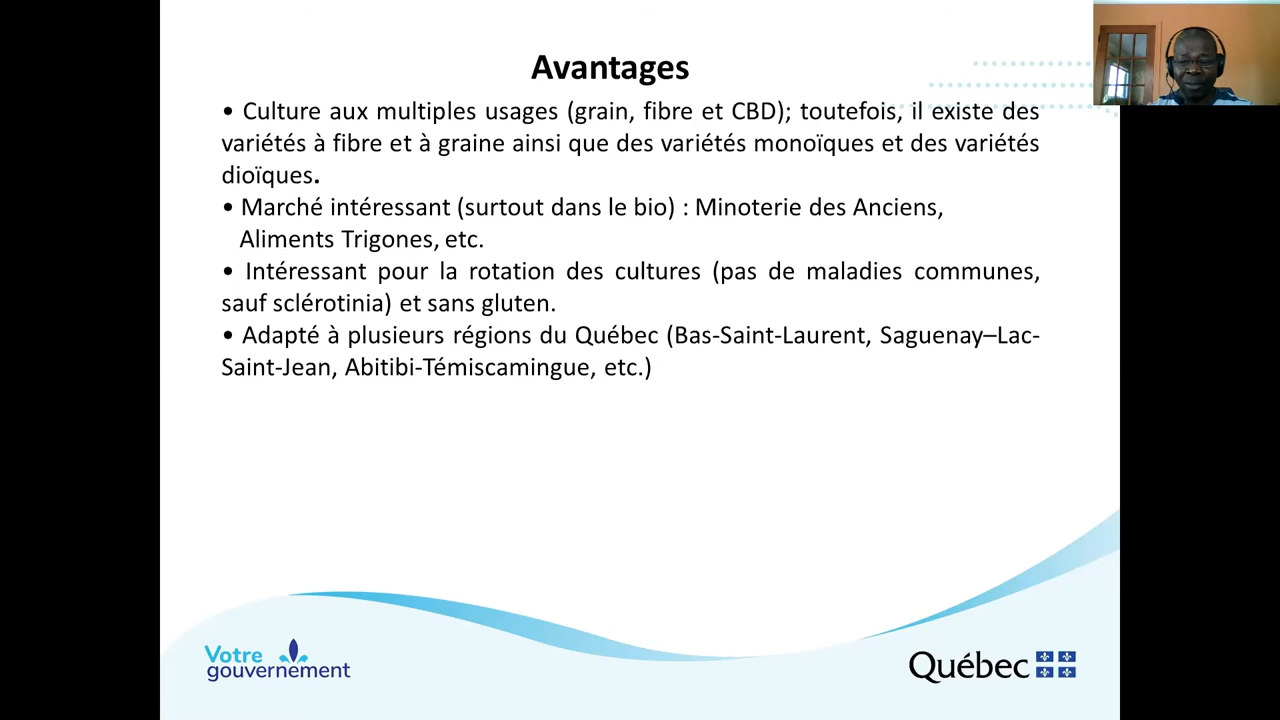 Avantages
• Culture aux multiples usages (grain, fibre et CBD); toutefois, il existe des
variétés à fibre et à graine ainsi que des variétés monoïques et des variétés
dioïques.
• Marché intéressant (surtout dans le bio) : Minoterie des Anciens,
Aliments Trigones, etc.
• Intéressant pour la rotation des cultures (pas de maladies communes,
sauf sclérotinia) et sans gluten.
• Adapté à plusieurs régions du Québec (Bas-Saint-Laurent, Saguenay–Lac-
Saint-Jean, Abitibi-Témiscamingue, etc.)
Votre
gouvernement
Québec